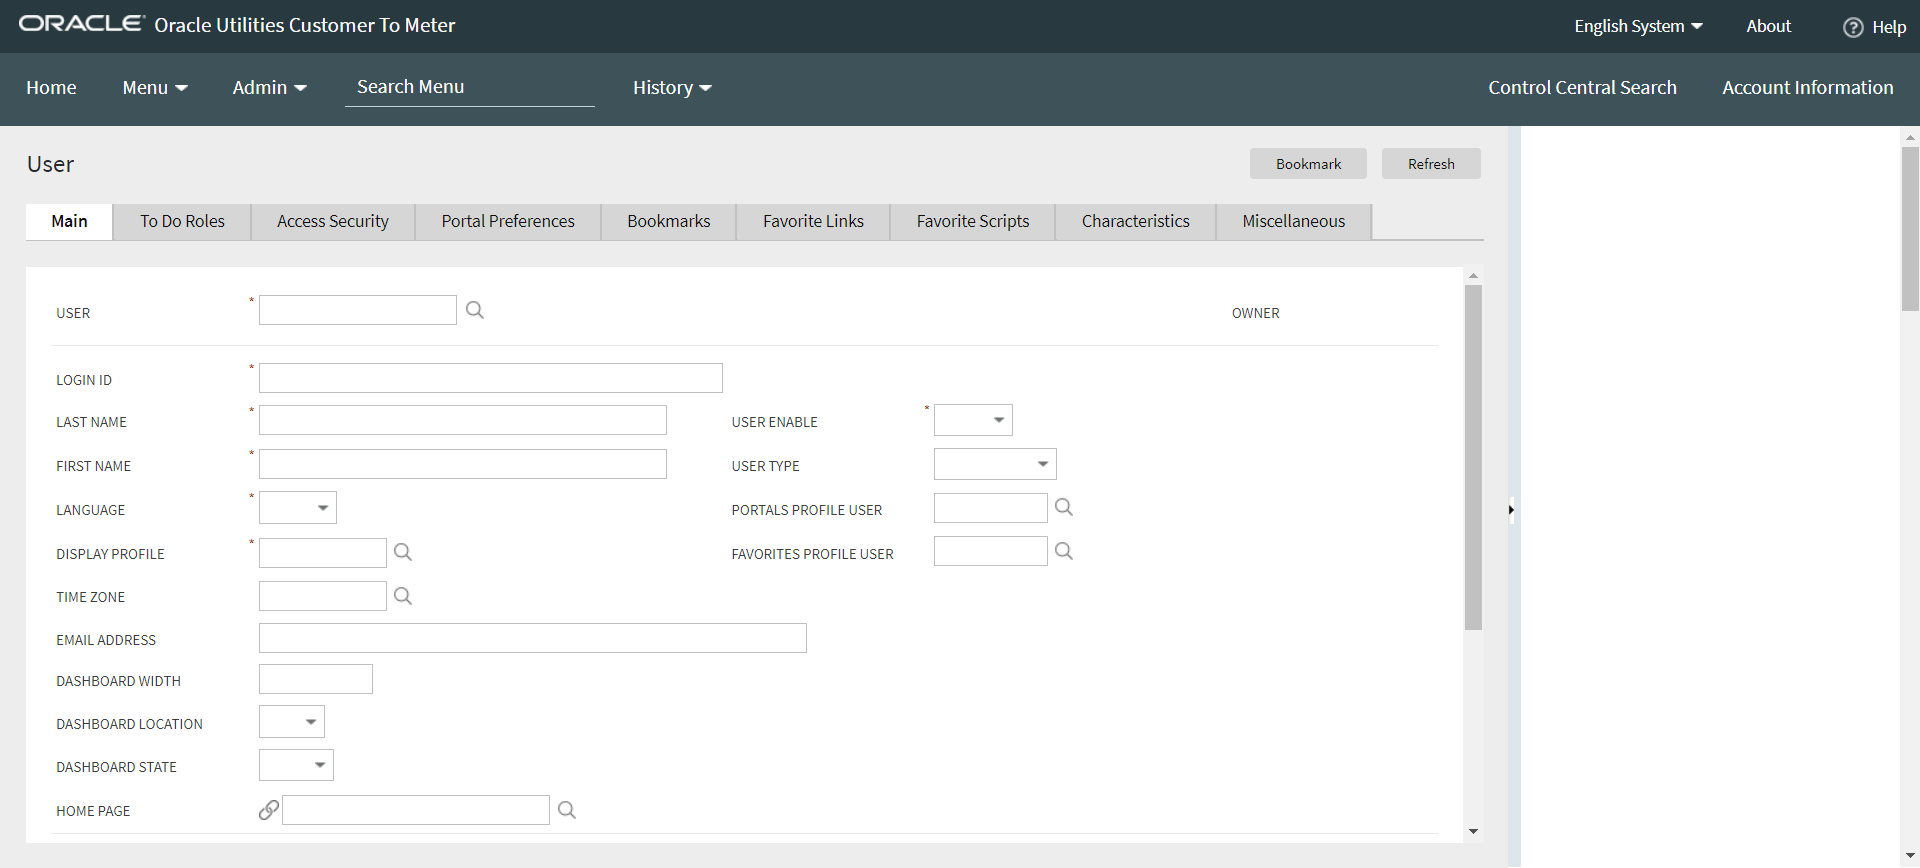 ORACLE Oracle Utilities Customer To Meter English System About ? Help
Home Menu Admin Search Menu History Control Central Search Account Information
User Bookmark Refresh
Main To Do Roles Access Security Portal Preferences Bookmarks Favorite Links Favorite Scripts Characteristics Miscellaneous
USER * OWNER
LOGIN ID *
LAST NAME * USER ENABLE *
FIRST NAME * USER TYPE
LANGUAGE * PORTALS PROFILE USER
DISPLAY PROFILE * FAVORITES PROFILE USER
TIME ZONE
EMAIL ADDRESS
DASHBOARD WIDTH
DASHBOARD LOCATION
DASHBOARD STATE
HOME PAGE